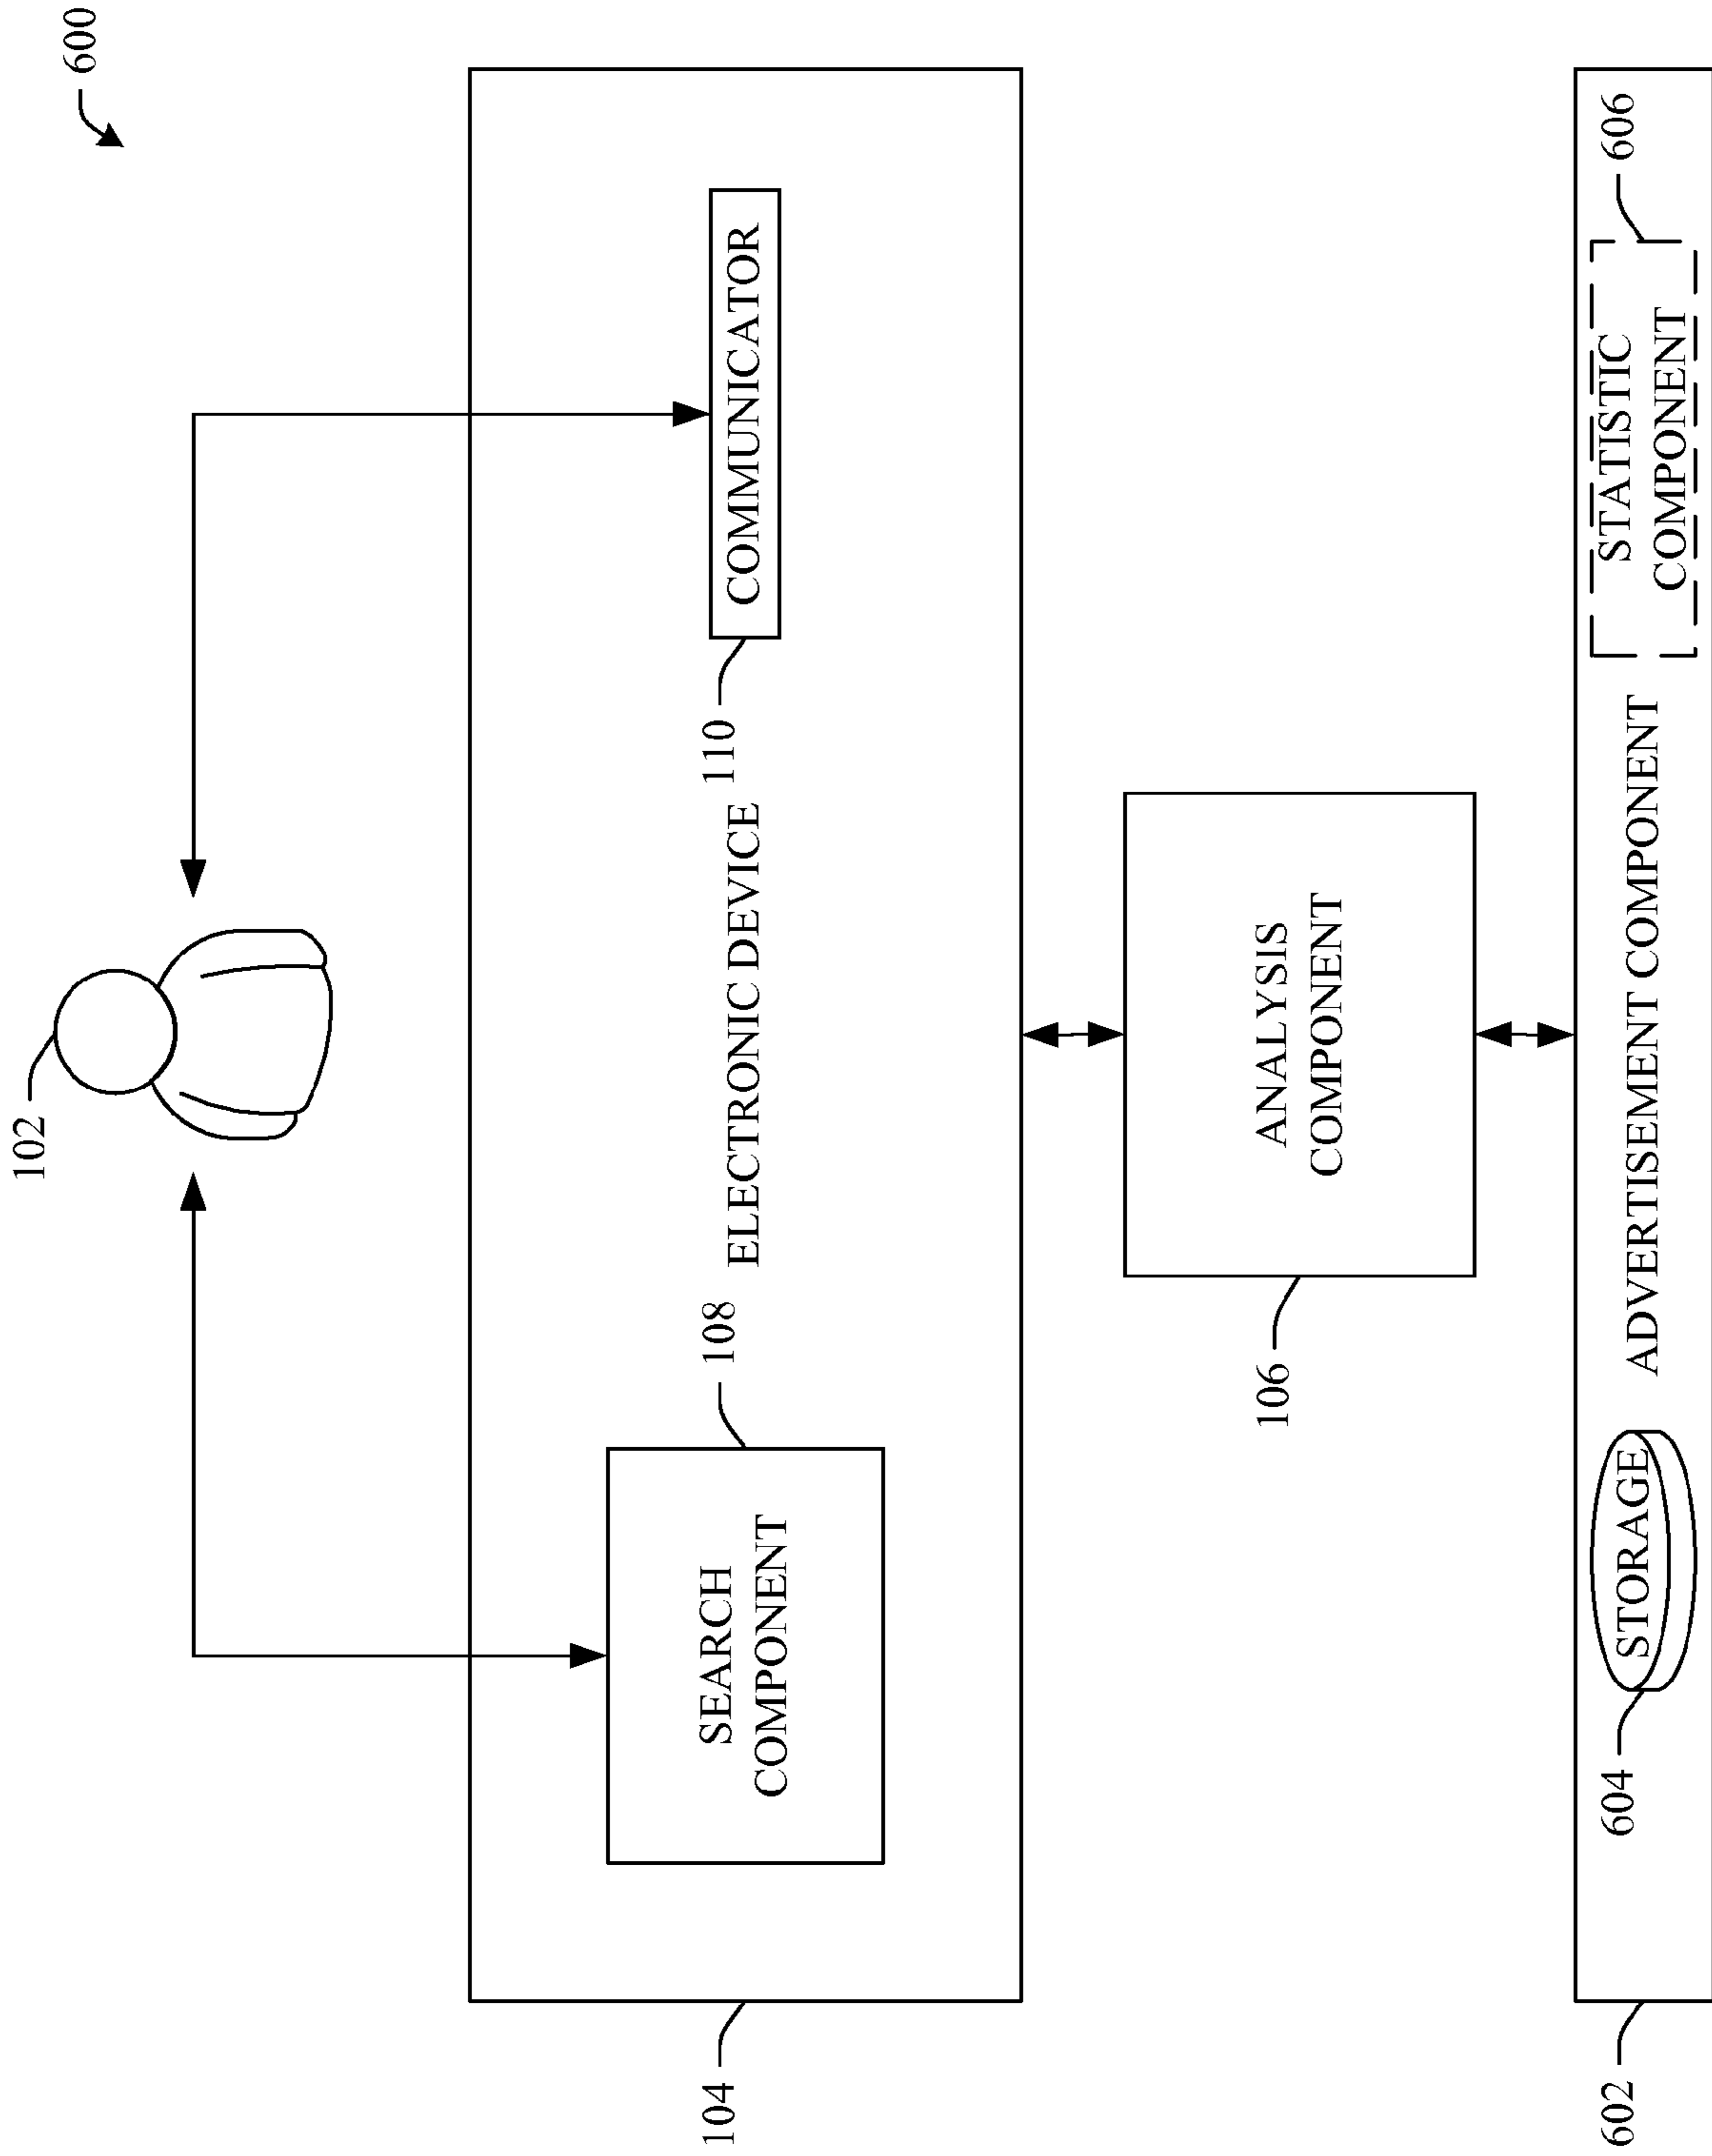 600
102
104
SEARCH
COMPONENT
108
ELECTRONIC DEVICE
110
COMMUNICATOR
106
ANALYSIS
COMPONENT
602
604
STORAGE
ADVERTISEMENT COMPONENT
STATISTIC
COMPONENT
606